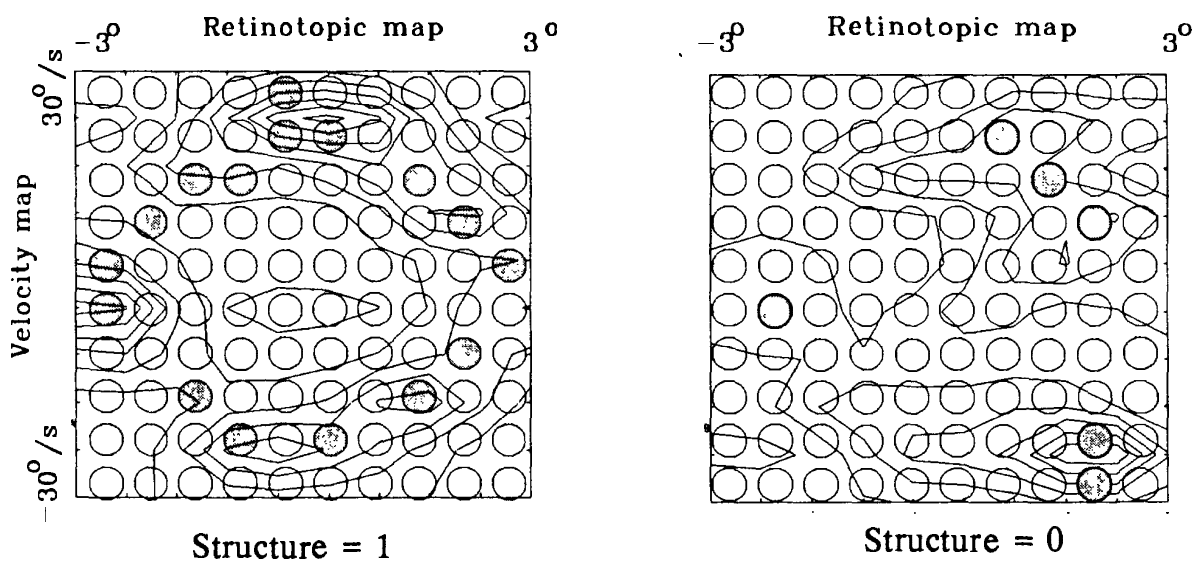 Retinotopic map
−3° 3°
30°/s
Velocity map
−30°/s
Structure = 1
Retinotopic map
−3° 3°
Structure = 0